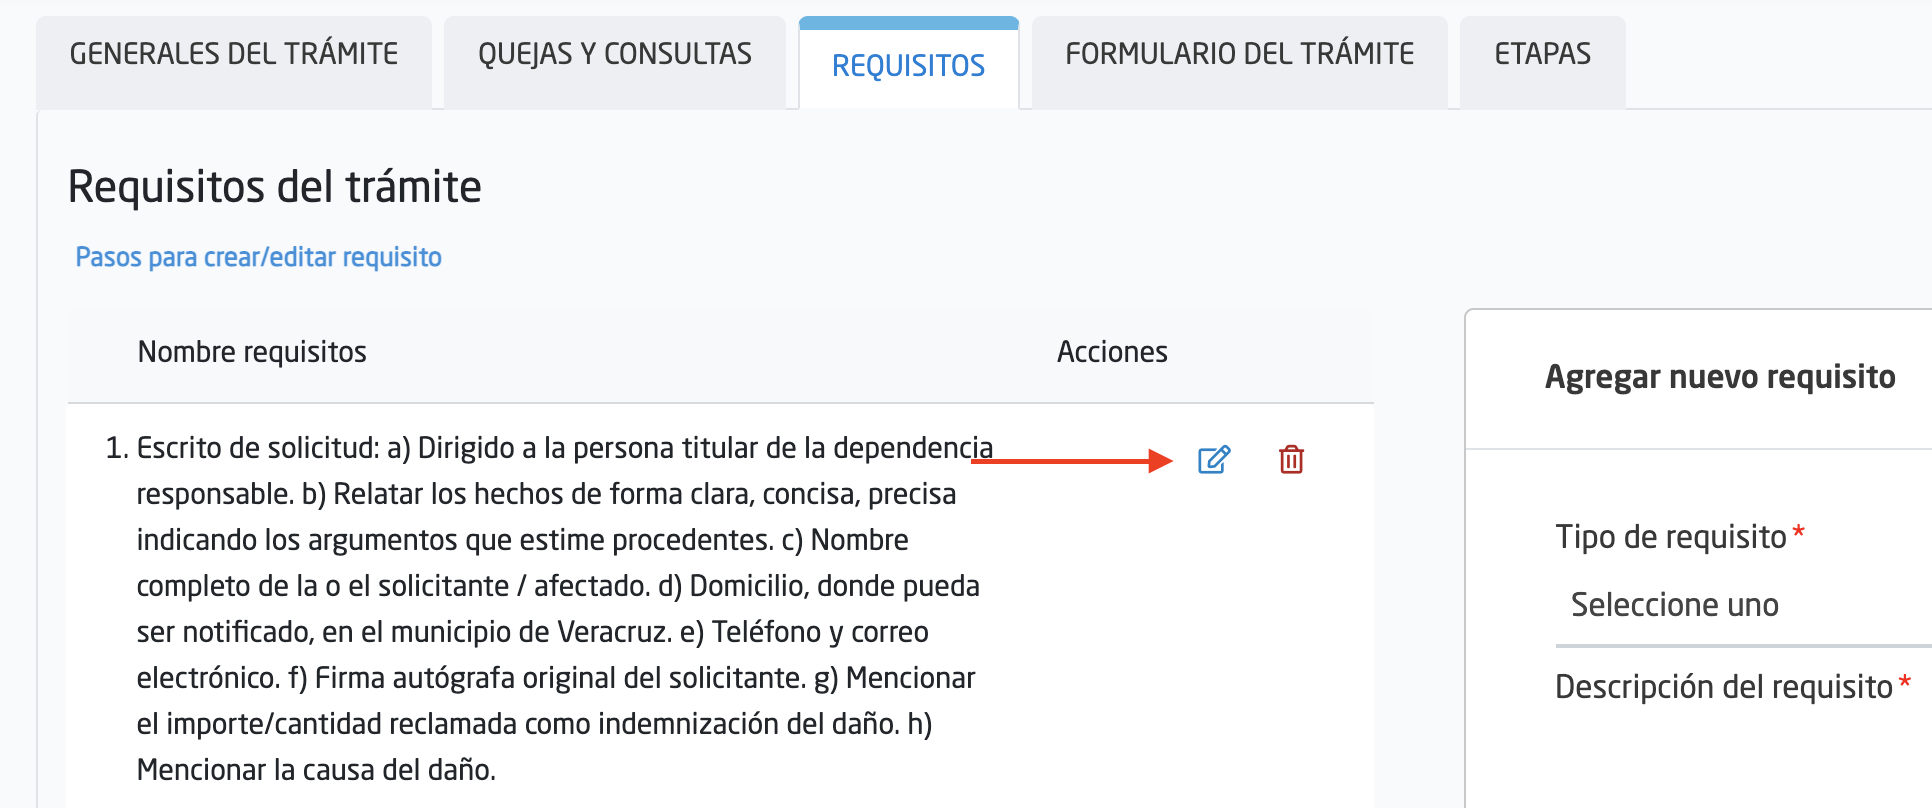 GENERALES DEL TRÁMITE
QUEJAS Y CONSULTAS
REQUISITOS
FORMULARIO DEL TRÁMITE
ETAPAS
Requisitos del trámite
Pasos para crear/editar requisito
Nombre requisitos
Acciones
1. Escrito de solicitud: a) Dirigido a la persona titular de la dependencia
responsable. b) Relatar los hechos de forma clara, concisa, precisa
indicando los argumentos que estime procedentes. c) Nombre
completo de la o el solicitante / afectado. d) Domicilio, donde pueda
ser notificado, en el municipio de Veracruz. e) Teléfono y correo
electrónico. f) Firma autógrafa original del solicitante. g) Mencionar
el importe/cantidad reclamada como indemnización del daño. h)
Mencionar la causa del daño.
Agregar nuevo requisito
Tipo de requisito*
Seleccione uno
Descripción del requisito*